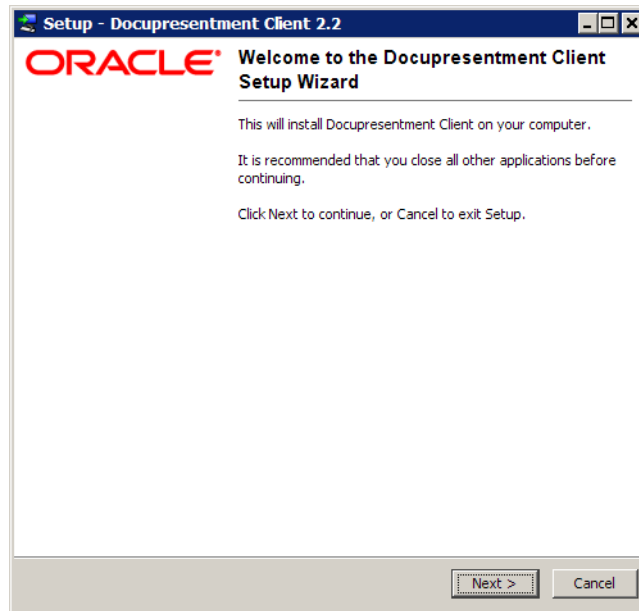 Setup - Docupresentment Client 2.2
ORACLE®
Welcome to the Docupresentment Client
Setup Wizard
This will install Docupresentment Client on your computer.
It is recommended that you close all other applications before
continuing.
Click Next to continue, or Cancel to exit Setup.
Next >
Cancel